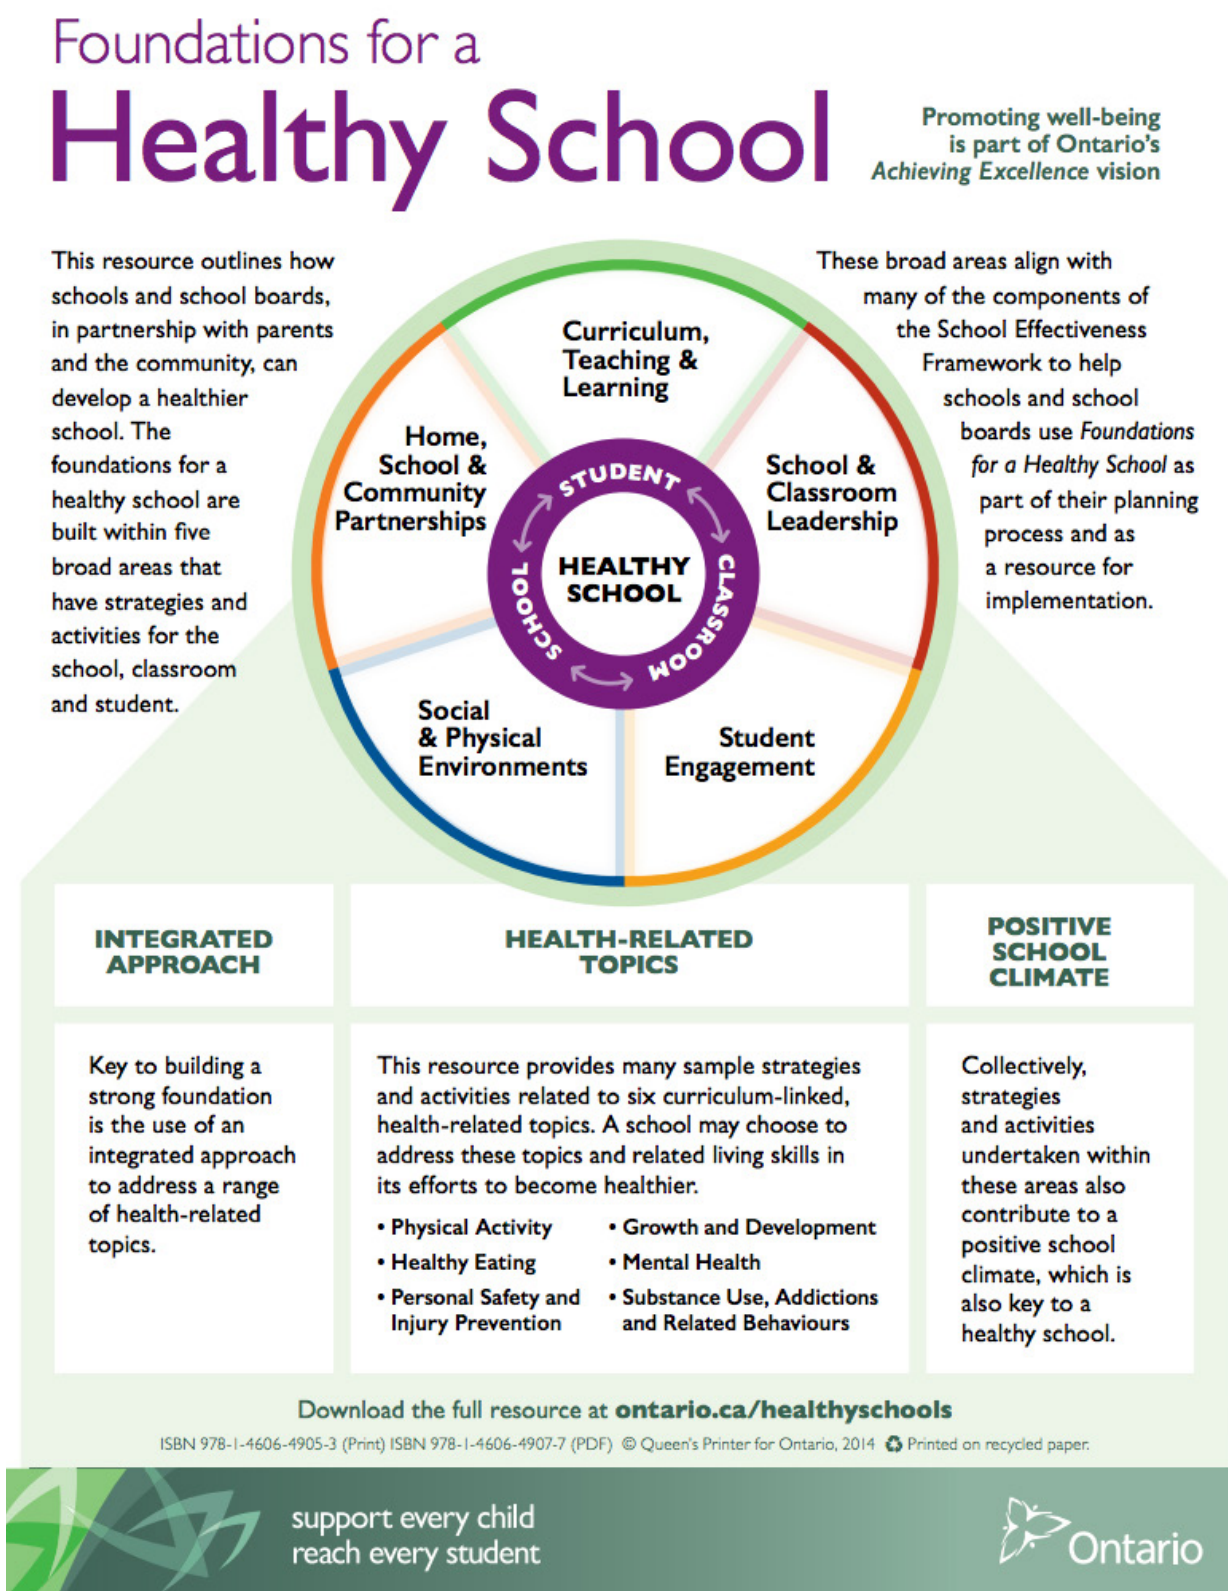 Foundations for a
Healthy School
Promoting well-being
is part of Ontario's
Achieving Excellence vision
This resource outlines how
schools and school boards,
in partnership with parents
and the community, can
develop a healthier
school. The
foundations for a
healthy school are
built within five
broad areas that
have strategies and
activities for the
school, classroom
and student.
Curriculum,
Teaching &
Learning
Home,
School &
Community
Partnerships
School &
Classroom
Leadership
STUDENT
CLASSROOM
SCHOOL
HEALTHY
SCHOOL
Social
& Physical
Environments
Student
Engagement
These broad areas align with
many of the components of
the School Effectiveness
Framework to help
schools and school
boards use Foundations
for a Healthy School as
part of their planning
process and as
a resource for
implementation.
INTEGRATED
APPROACH
Key to building a
strong foundation
is the use of an
integrated approach
to address a range
of health-related
topics.
HEALTH-RELATED
TOPICS
This resource provides many sample strategies
and activities related to six curriculum-linked,
health-related topics. A school may choose to
address these topics and related living skills in
its efforts to become healthier.
• Physical Activity
• Healthy Eating
• Personal Safety and
Injury Prevention
• Growth and Development
• Mental Health
• Substance Use, Addictions
and Related Behaviours
POSITIVE
SCHOOL
CLIMATE
Collectively,
strategies
and activities
undertaken within
these areas also
contribute to a
positive school
climate, which is
also key to a
healthy school.
Download the full resource at ontario.ca/healthyschools
ISBN 978-1-4606-4905-3 (Print) ISBN 978-1-4606-4907-7 (PDF) © Queen's Printer for Ontario, 2014 ♻ Printed on recycled paper.
support every child
reach every student
Ontario